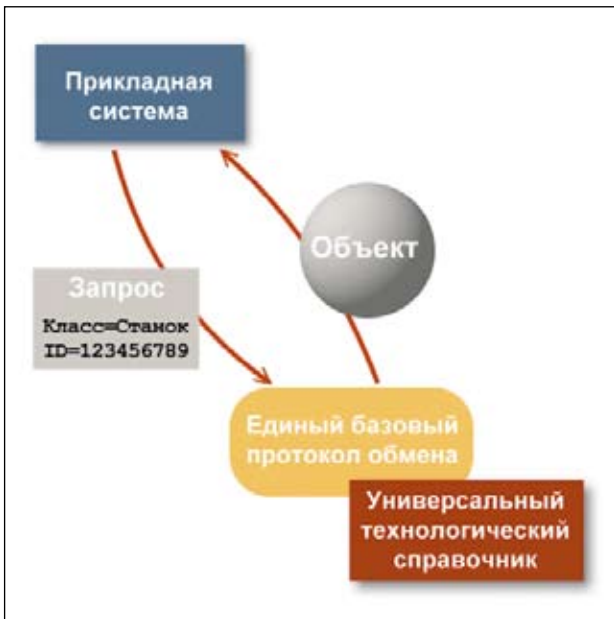 Прикладная
система
Объект
Запрос
Класс=Станок
ID=123456789
Единый базовый
протокол обмена
Универсальный
технологический
справочник